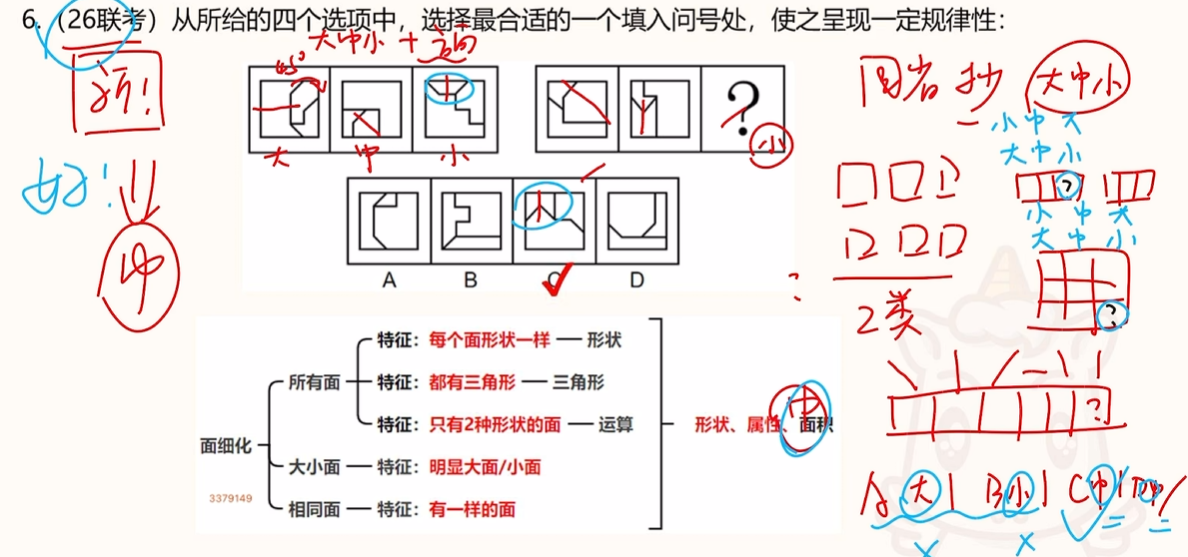 6.（26联考）从所给的四个选项中，选择最合适的一个填入问号处，使之呈现一定规律性：
大中小+
45°
大 中 小
?
小
A B C D
好！
中
大中小
小中大
大中小
?
小 中 大
大 中 小
2类
?
?
A大 B小 C中
面细化
所有面
特征：每个面形状一样 — 形状
特征：都有三角形 — 三角形
特征：只有2种形状的面 — 运算
大小面 — 特征：明显大面/小面
相同面 — 特征：有一样的面
形状、属性、面积
中
3379149